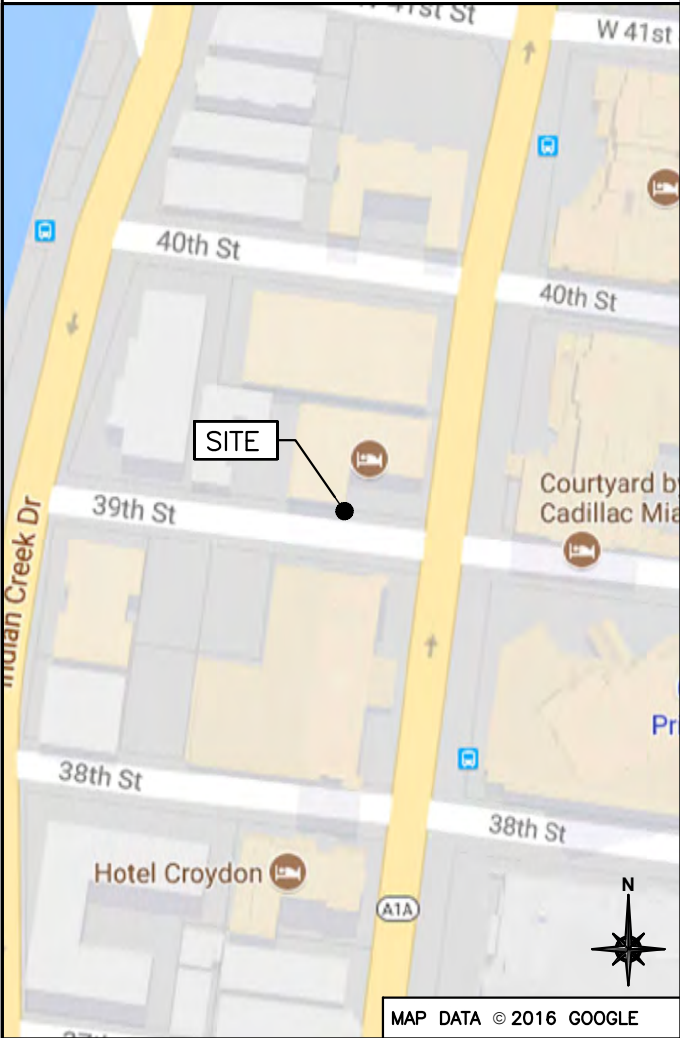 W 41st St
W 41st
40th St
40th St
SITE
Courtyard by
Cadillac Mia
39th St
Indian Creek Dr
Pri
38th St
38th St
Hotel Croydon
A1A
N
MAP DATA © 2016 GOOGLE